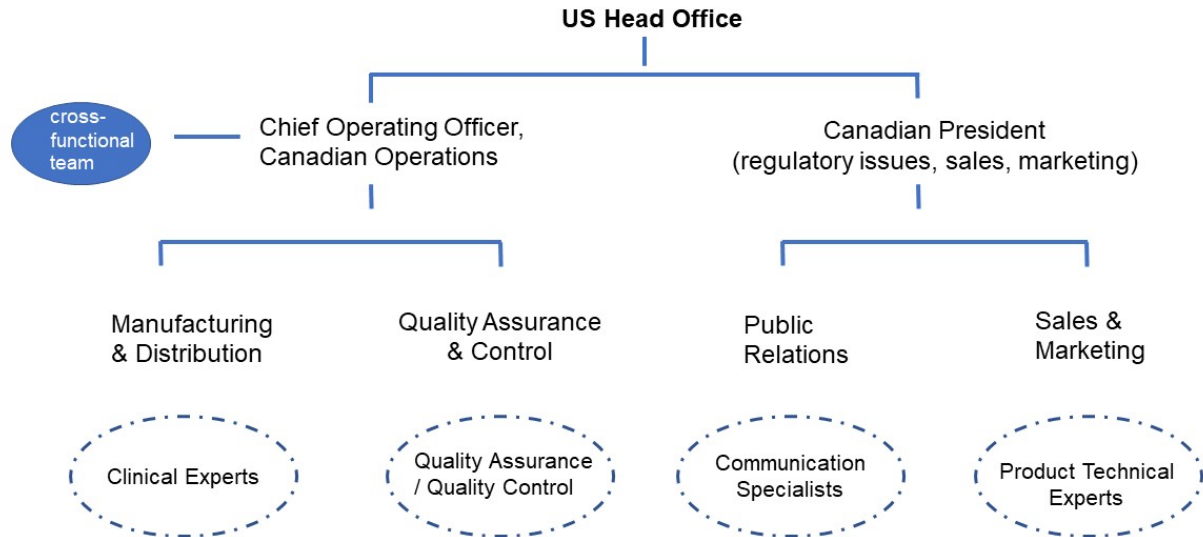 US Head Office
cross-
functional
team
Chief Operating Officer,
Canadian Operations
Canadian President
(regulatory issues, sales, marketing)
Manufacturing
& Distribution
Quality Assurance
& Control
Public
Relations
Sales &
Marketing
Clinical Experts
Quality Assurance
/ Quality Control
Communication
Specialists
Product Technical
Experts